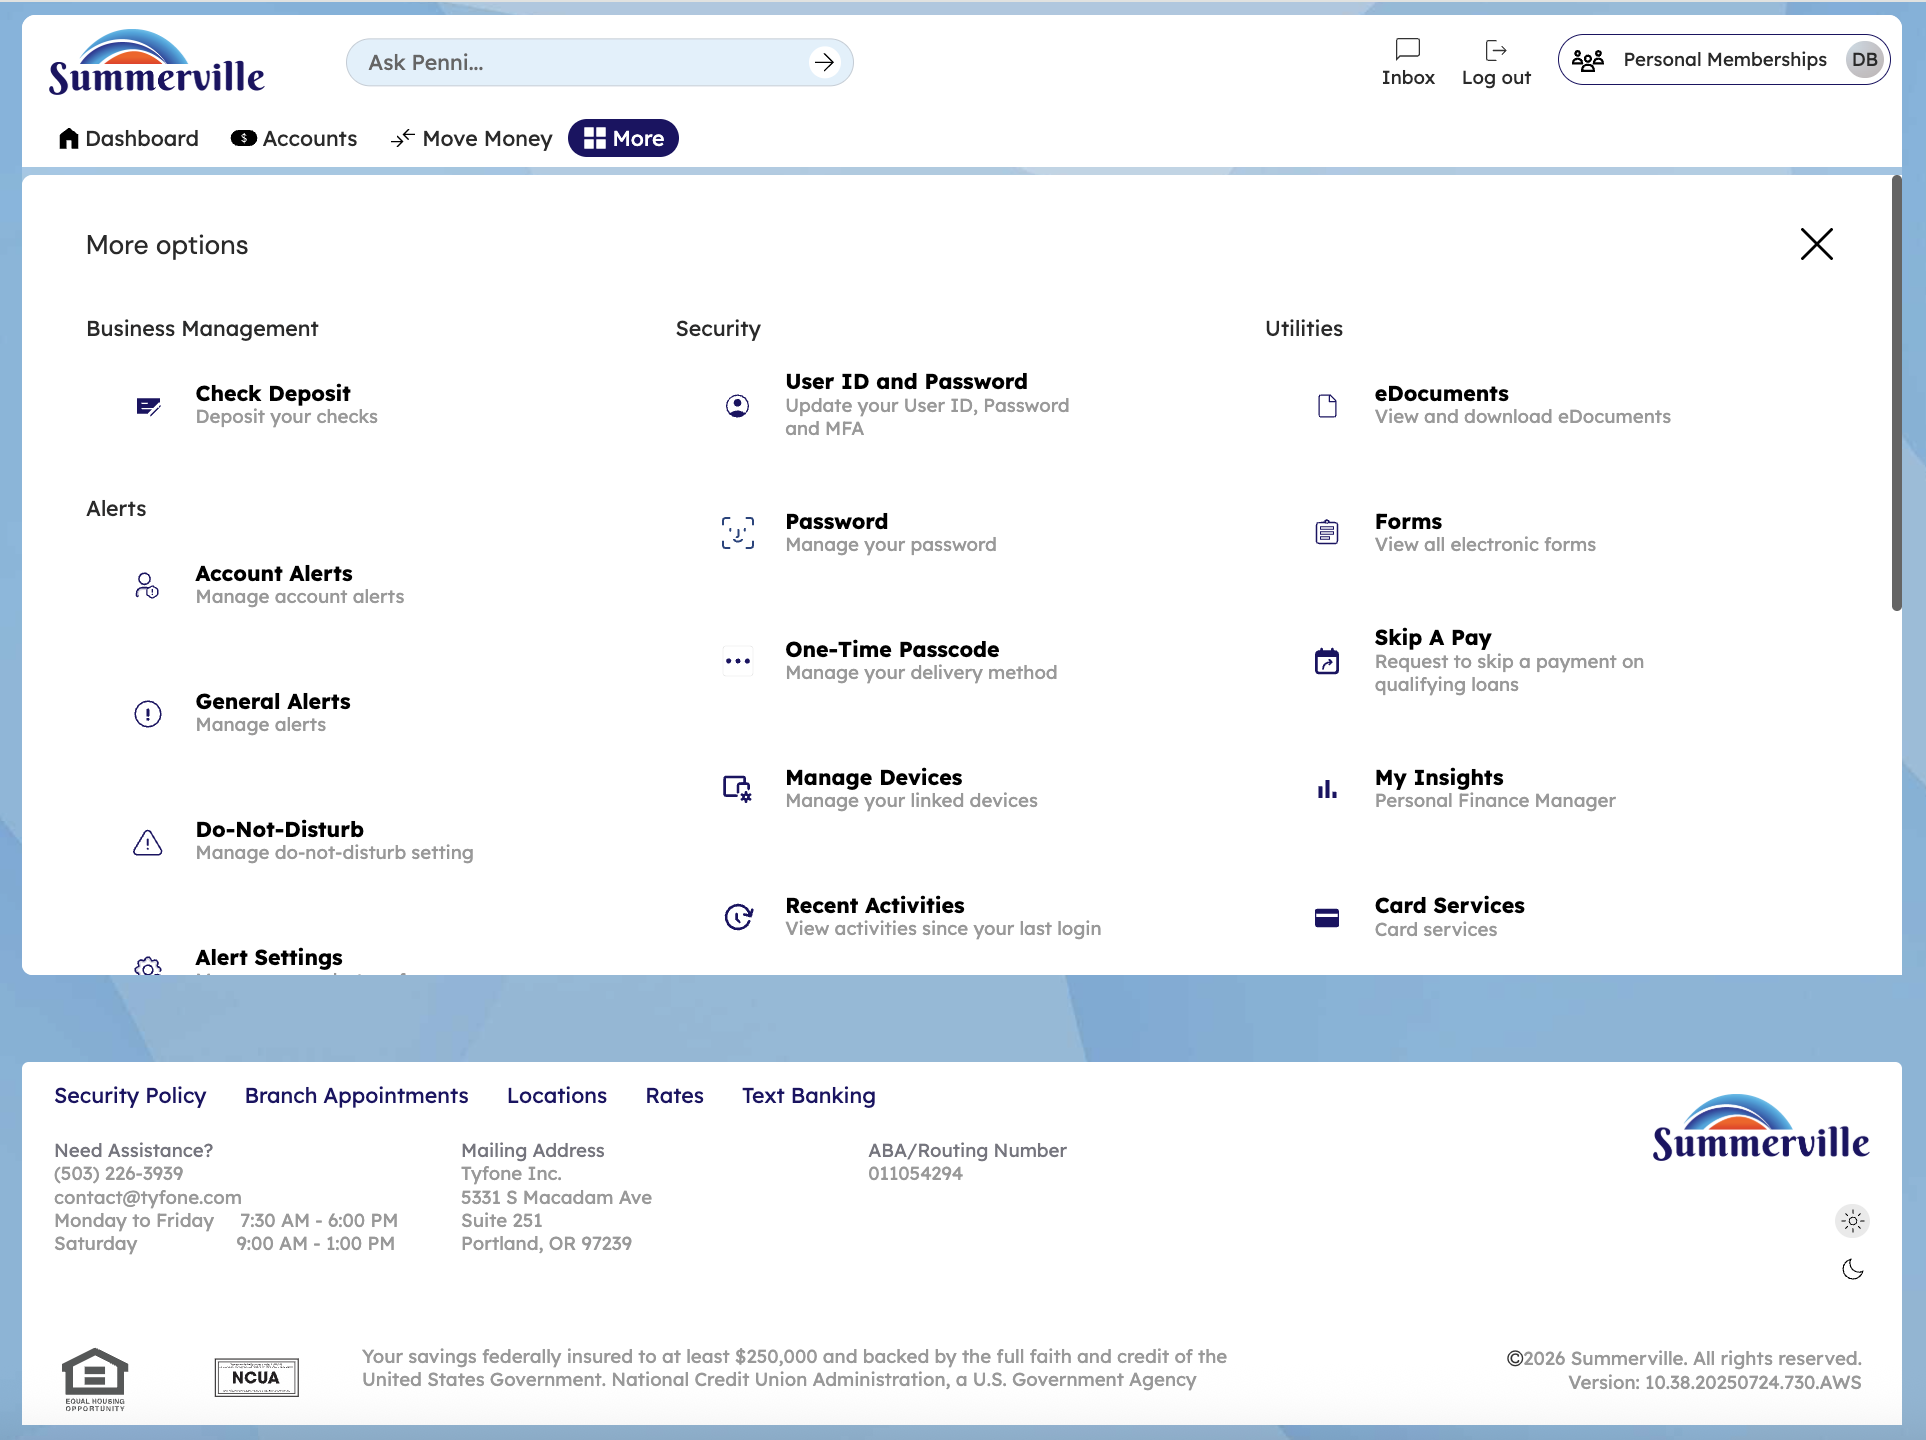 Summerville
Ask Penni...
Inbox
Log out
Personal Memberships
DB
Dashboard
Accounts
Move Money
More
More options
Business Management
Check Deposit
Deposit your checks
Alerts
Account Alerts
Manage account alerts
General Alerts
Manage alerts
Do-Not-Disturb
Manage do-not-disturb setting
Alert Settings
Security
User ID and Password
Update your User ID, Password
and MFA
Password
Manage your password
One-Time Passcode
Manage your delivery method
Manage Devices
Manage your linked devices
Recent Activities
View activities since your last login
Utilities
eDocuments
View and download eDocuments
Forms
View all electronic forms
Skip A Pay
Request to skip a payment on
qualifying loans
My Insights
Personal Finance Manager
Card Services
Card services
Security Policy
Branch Appointments
Locations
Rates
Text Banking
Need Assistance?
(503) 226-3939
contact@tyfone.com
Monday to Friday 7:30 AM - 6:00 PM
Saturday 9:00 AM - 1:00 PM
Mailing Address
Tyfone Inc.
5331 S Macadam Ave
Suite 251
Portland, OR 97239
ABA/Routing Number
011054294
Summerville
EQUAL HOUSING
OPPORTUNITY
NCUA
Your savings federally insured to at least $250,000 and backed by the full faith and credit of the
United States Government. National Credit Union Administration, a U.S. Government Agency
©2026 Summerville. All rights reserved.
Version: 10.38.20250724.730.AWS